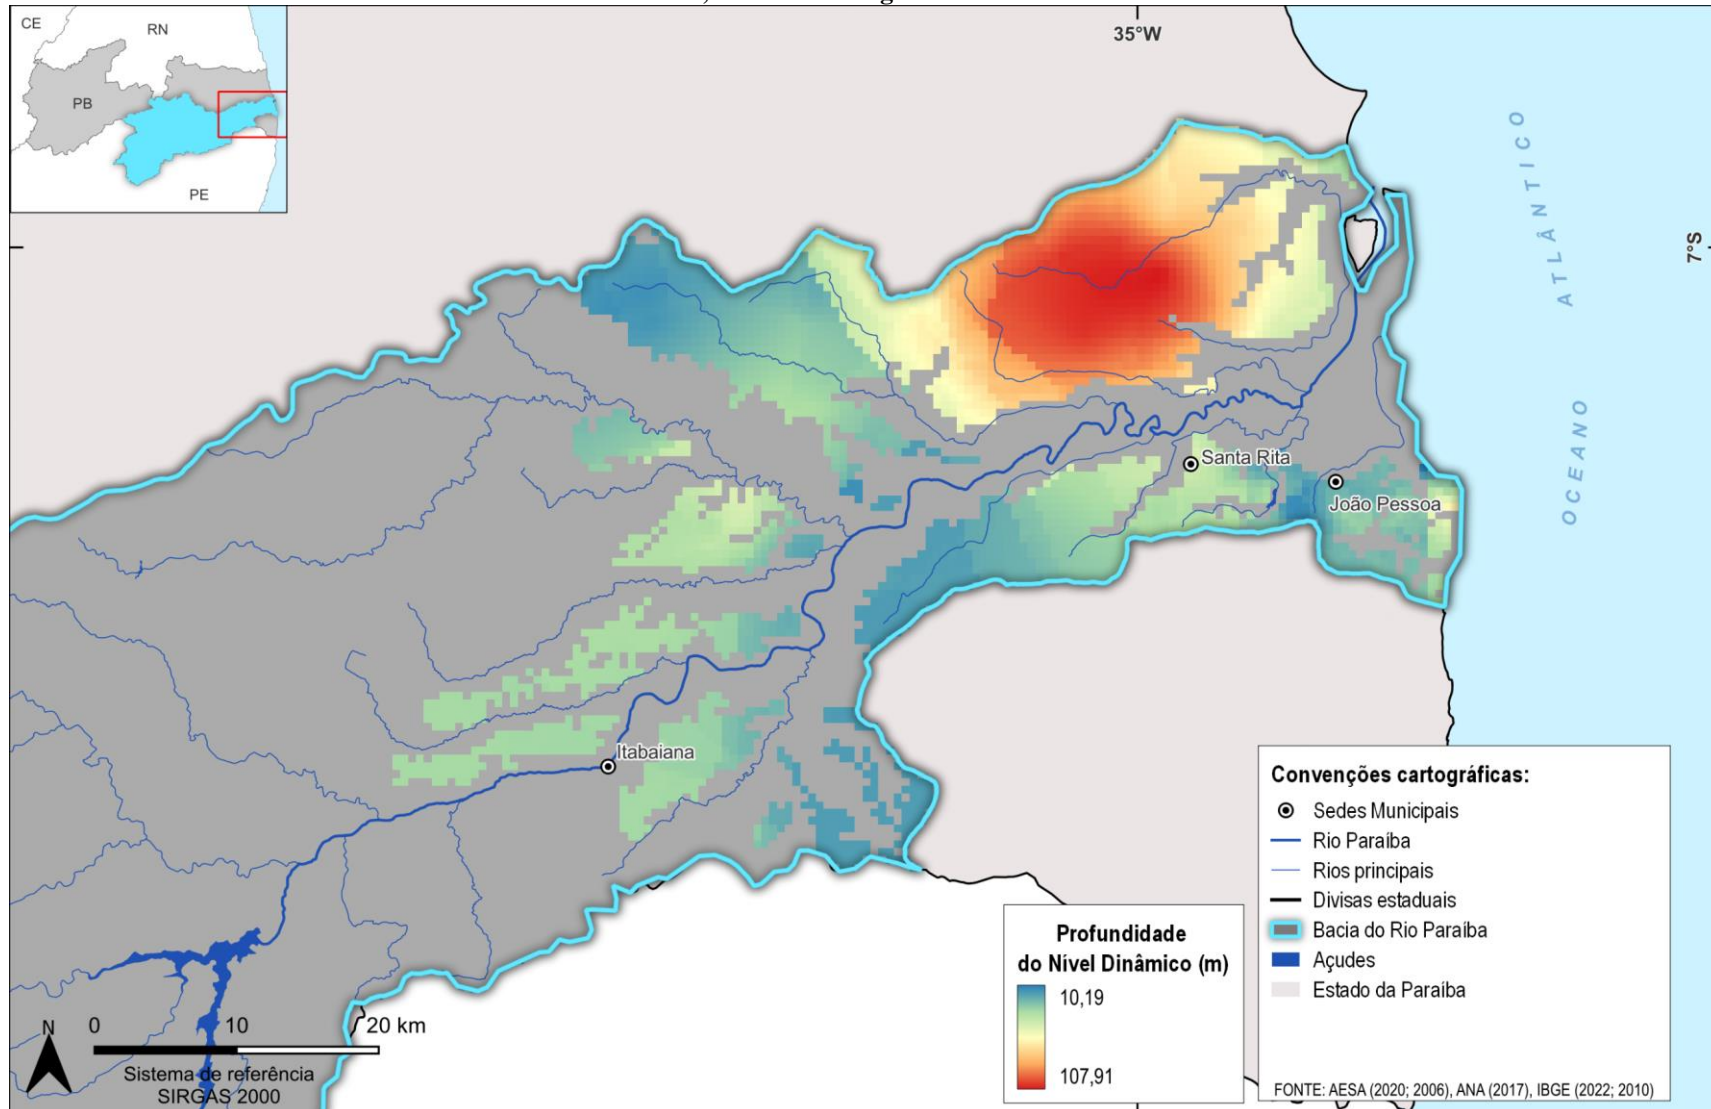 CE
RN
PB
PE
35°W
7°S
OCEANO ATLÂNTICO
Santa Rita
João Pessoa
Itabaiana
Convenções cartográficas:
Sedes Municipais
Rio Paraíba
Rios principais
Divisas estaduais
Bacia do Rio Paraíba
Açudes
Estado da Paraíba
FONTE: AESA (2020; 2006), ANA (2017), IBGE (2022; 2010)
Profundidade
do Nível Dinâmico (m)
10,19
107,91
N
0 10 20 km
Sistema de referência
SIRGAS 2000